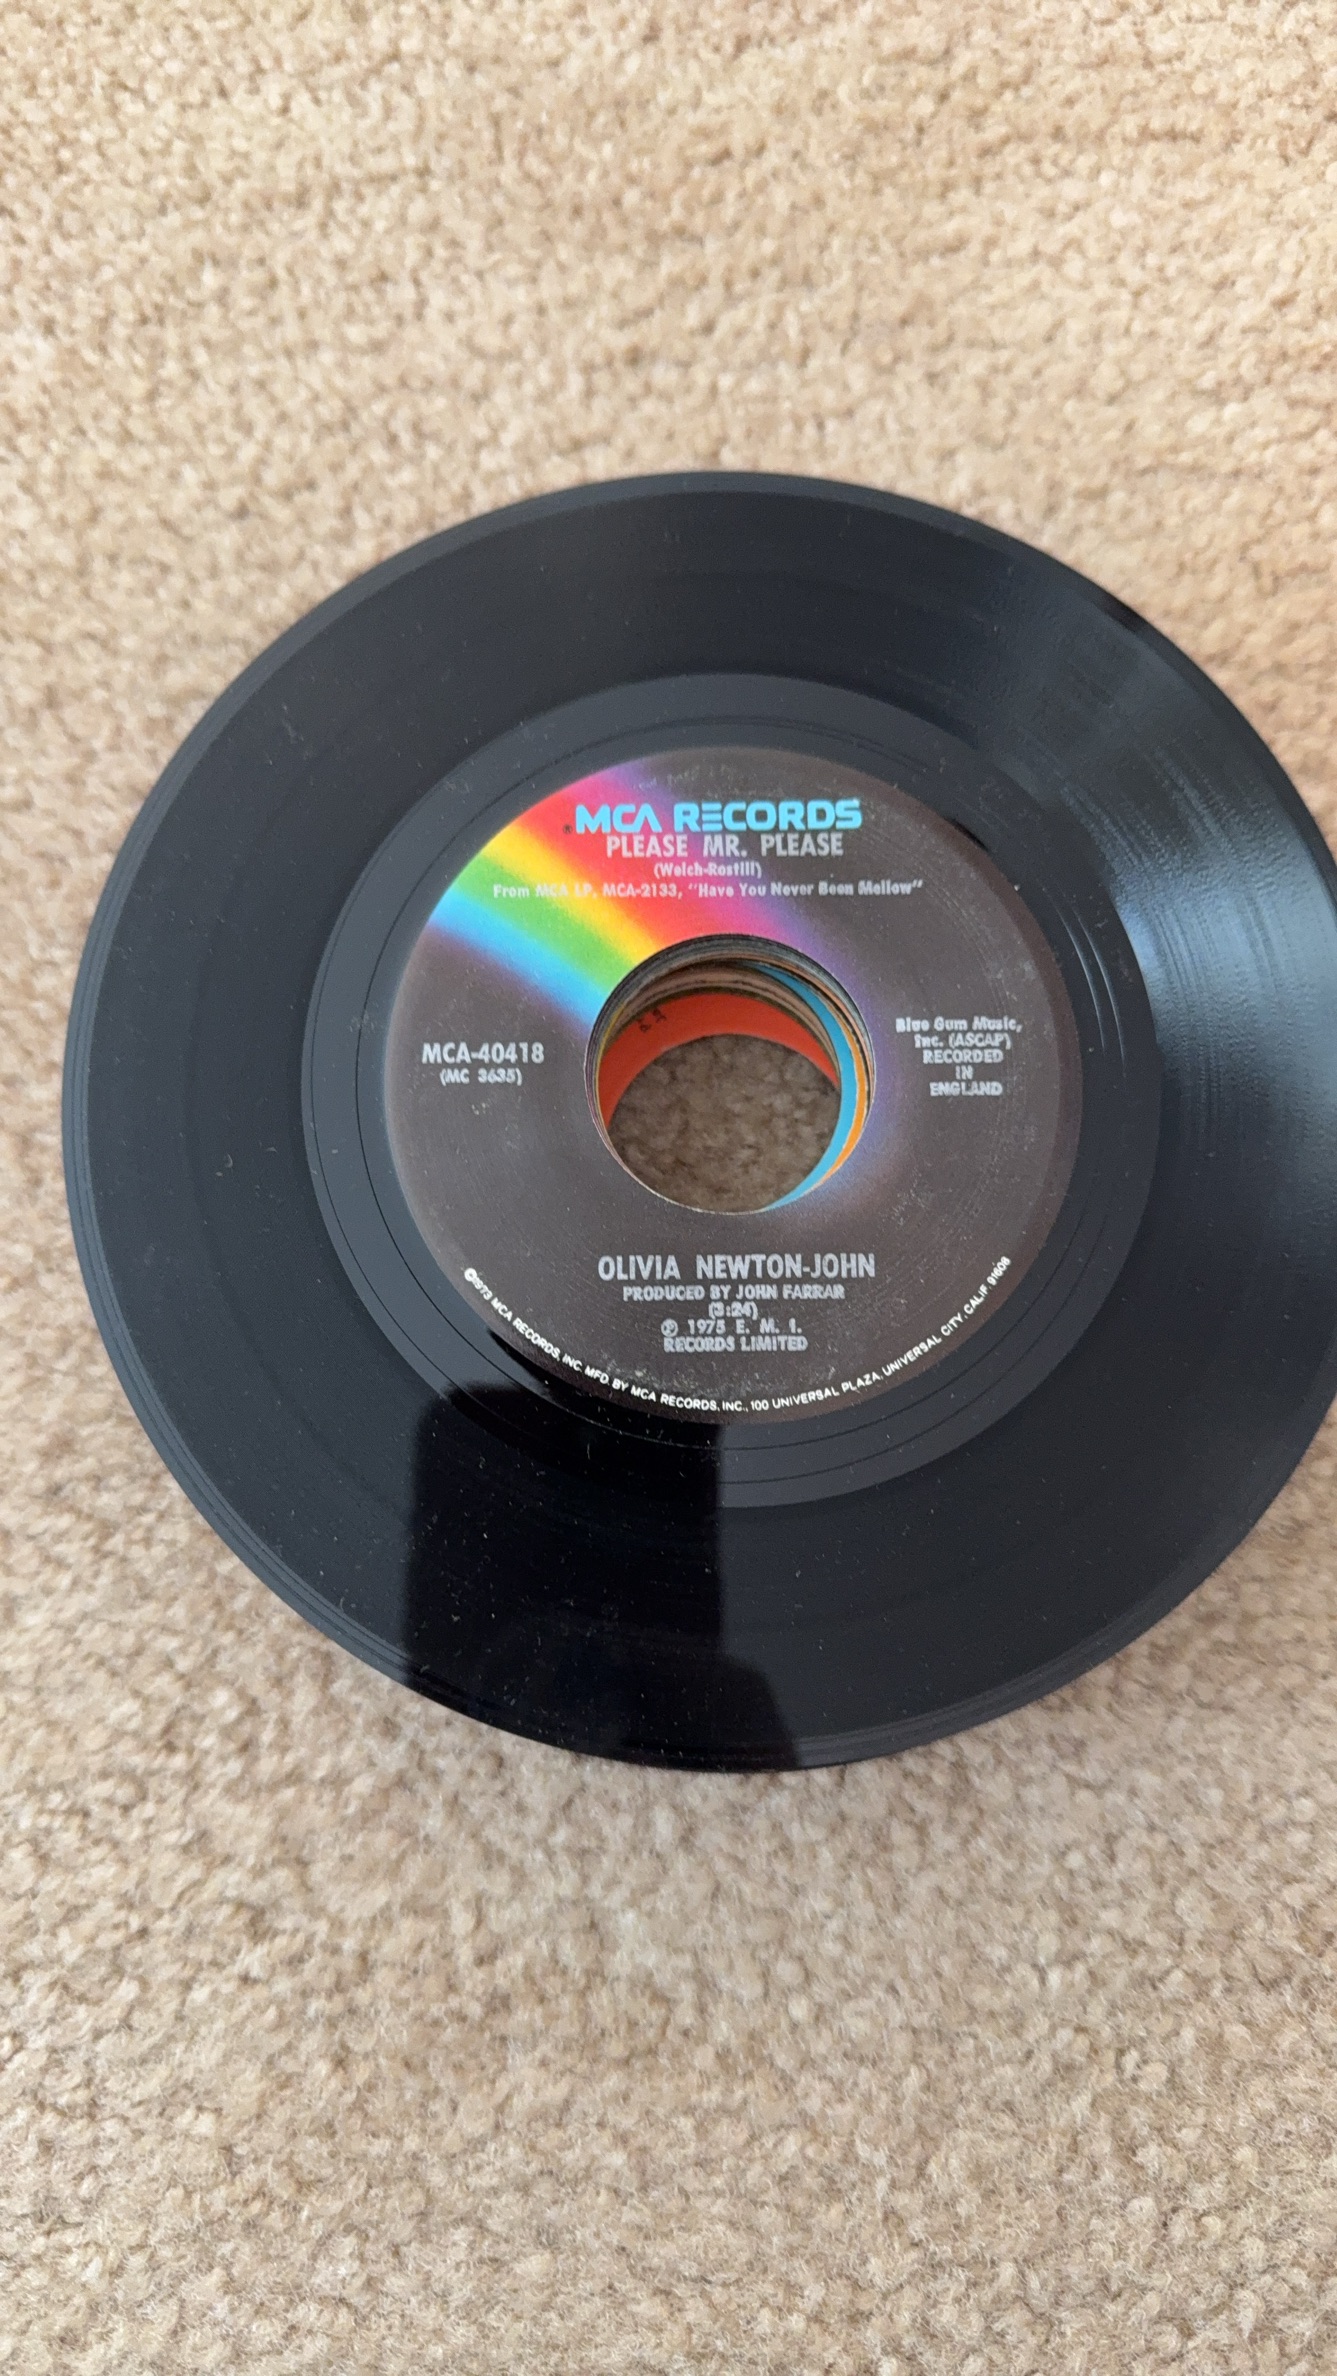 ®MCA RECORDS
PLEASE MR. PLEASE
(Welch-Rostill)
From MCA LP, MCA-2133, "Have You Never Been Mellow"
MCA-40418
(MC 3635)
Blue Gum Music,
Inc. (ASCAP)
RECORDED
IN
ENGLAND
OLIVIA NEWTON-JOHN
PRODUCED BY JOHN FARRAR
(3:24)
℗ 1975 E. M. I.
RECORDS LIMITED
©1973 MCA RECORDS, INC. MFD. BY MCA RECORDS, INC., 100 UNIVERSAL PLAZA, UNIVERSAL CITY, CALIF. 91608